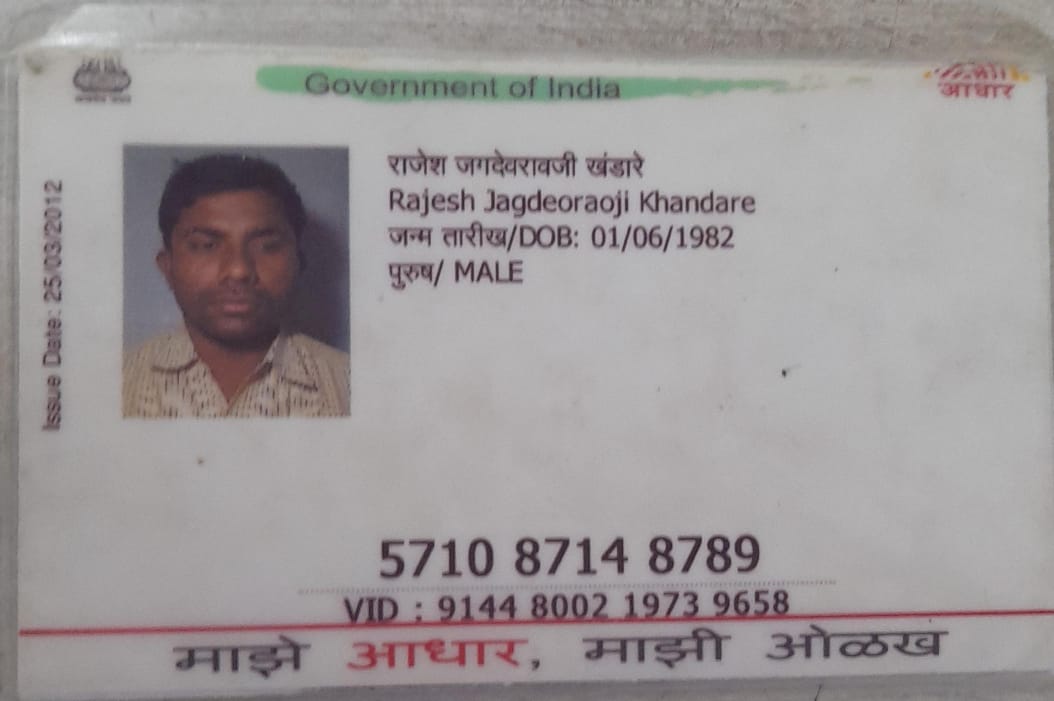 Government of India
आधार
Issue Date: 25/03/2012
राजेश जगदेवरावजी खंडारे
Rajesh Jagdeoraoji Khandare
जन्म तारीख/DOB: 01/06/1982
पुरुष/ MALE
5710 8714 8789
VID : 9144 8002 1973 9658
माझे आधार, माझी ओळख